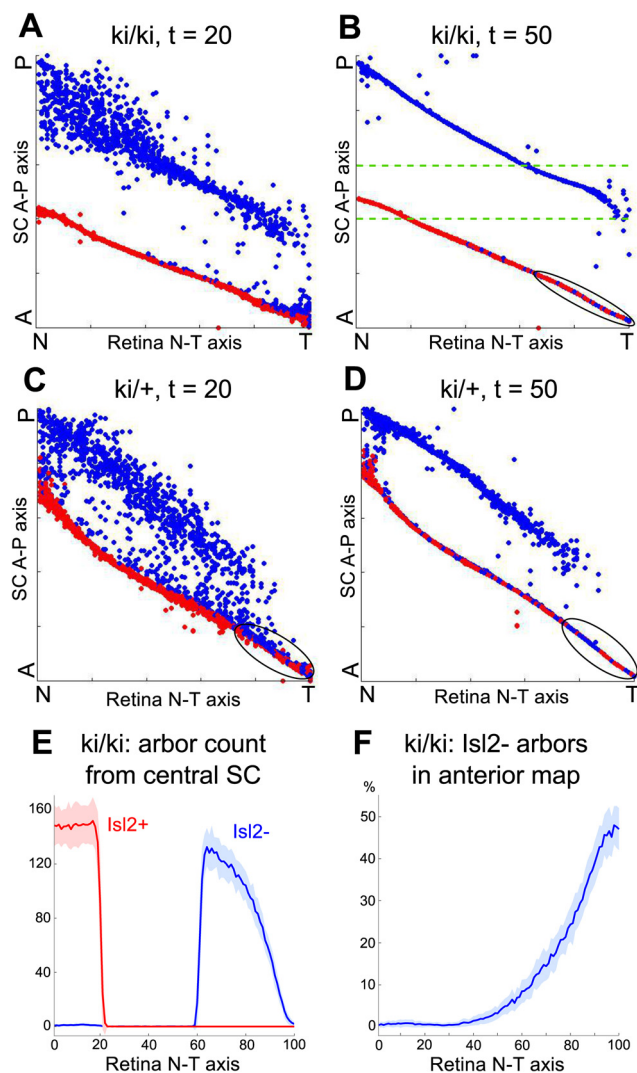 A
ki/ki, t = 20
P
SC A-P axis
A
N
Retina N-T axis
T
B
ki/ki, t = 50
P
SC A-P axis
A
N
Retina N-T axis
T
C
ki/+, t = 20
P
SC A-P axis
A
N
Retina N-T axis
T
D
ki/+, t = 50
P
SC A-P axis
A
N
Retina N-T axis
T
E
ki/ki: arbor count
from central SC
160
120
80
40
0
Isl2+
Isl2-
0
20
40
60
80
100
Retina N-T axis
F
ki/ki: Isl2- arbors
in anterior map
%
50
40
30
20
10
0
0
20
40
60
80
100
Retina N-T axis